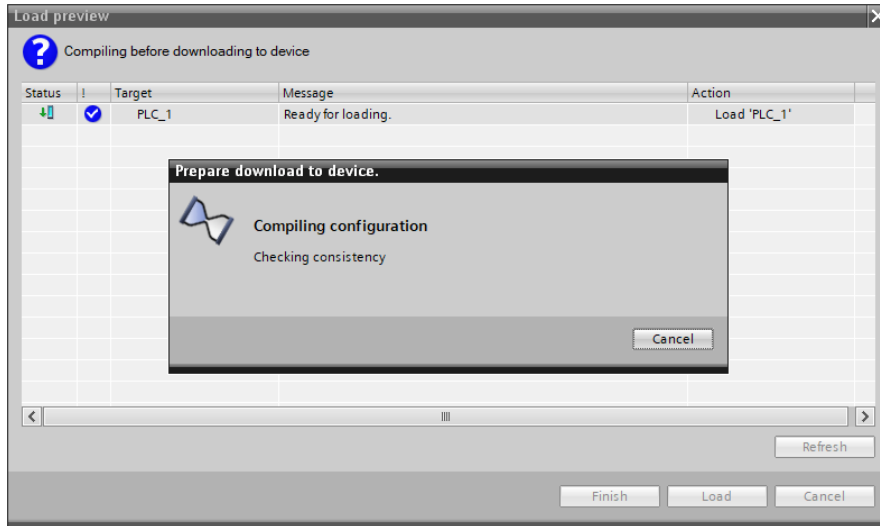 Load preview
Compiling before downloading to device
Status ! Target Message Action
PLC_1 Ready for loading. Load 'PLC_1'
Prepare download to device.
Compiling configuration
Checking consistency
Cancel
Refresh
Finish Load Cancel